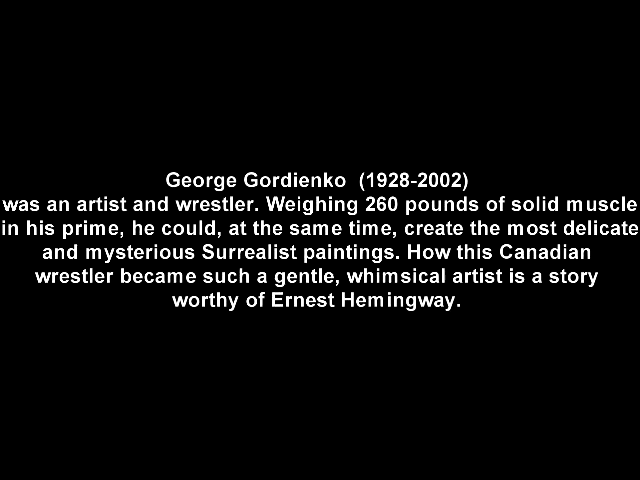 George Gordienko (1928-2002)
was an artist and wrestler. Weighing 260 pounds of solid muscle
in his prime, he could, at the same time, create the most delicate
and mysterious Surrealist paintings. How this Canadian
wrestler became such a gentle, whimsical artist is a story
worthy of Ernest Hemingway.